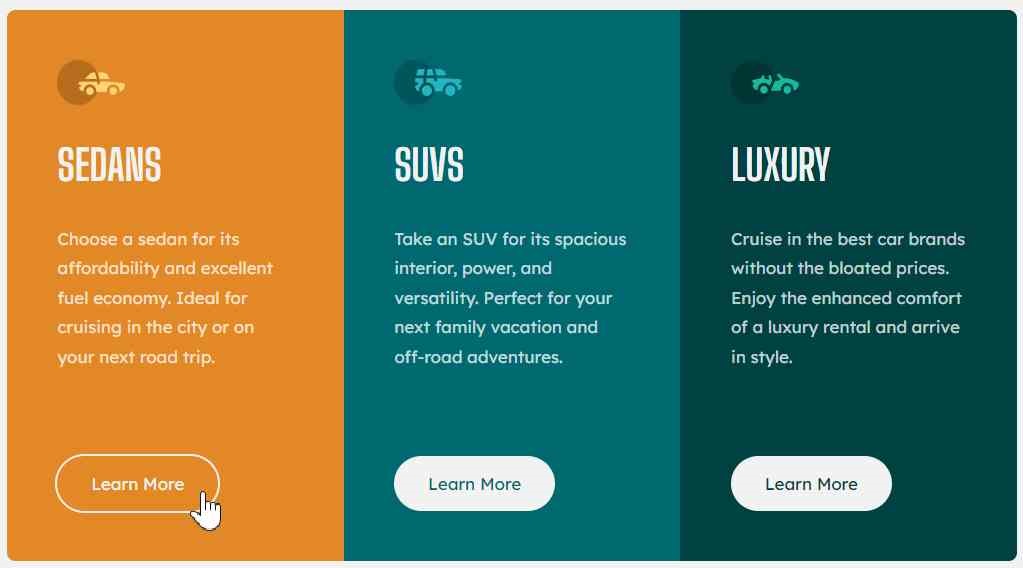 SEDANS
Choose a sedan for its
affordability and excellent
fuel economy. Ideal for
cruising in the city or on
your next road trip.
Learn More
SUVS
Take an SUV for its spacious
interior, power, and
versatility. Perfect for your
next family vacation and
off-road adventures.
Learn More
LUXURY
Cruise in the best car brands
without the bloated prices.
Enjoy the enhanced comfort
of a luxury rental and arrive
in style.
Learn More